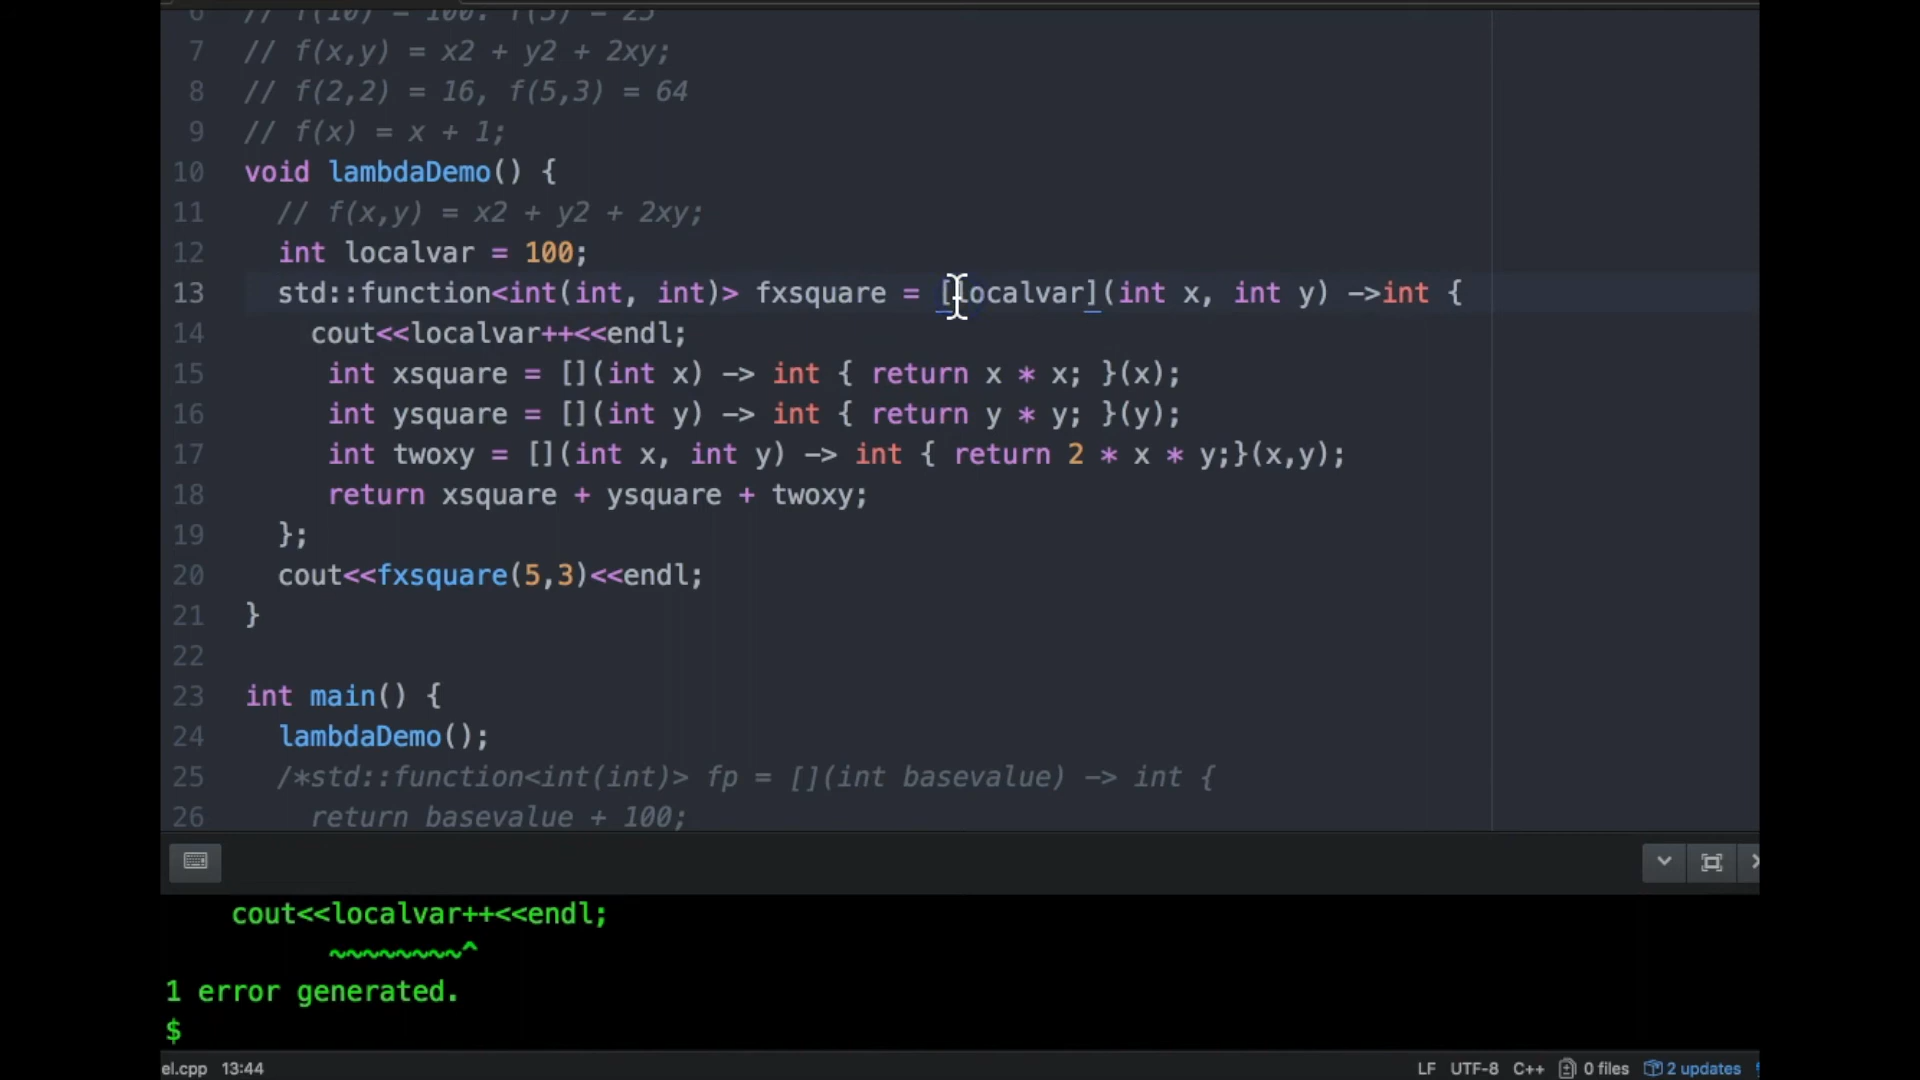 6 // f(10) = 100. f(5) = 25
7 // f(x,y) = x2 + y2 + 2xy;
8 // f(2,2) = 16, f(5,3) = 64
9 // f(x) = x + 1;
10 void lambdaDemo() {
11 // f(x,y) = x2 + y2 + 2xy;
12 int localvar = 100;
13 std::function<int(int, int)> fxsquare = [localvar](int x, int y) ->int {
14 cout<<localvar++<<endl;
15 int xsquare = [](int x) -> int { return x * x; }(x);
16 int ysquare = [](int y) -> int { return y * y; }(y);
17 int twoxy = [](int x, int y) -> int { return 2 * x * y;}(x,y);
18 return xsquare + ysquare + twoxy;
19 };
20 cout<<fxsquare(5,3)<<endl;
21 }
22
23 int main() {
24 lambdaDemo();
25 /*std::function<int(int)> fp = [](int basevalue) -> int {
26 return basevalue + 100;
cout<<localvar++<<endl;
~~~~~~~~^
1 error generated.
$
el.cpp 13:44 LF UTF-8 C++ 0 files 2 updates